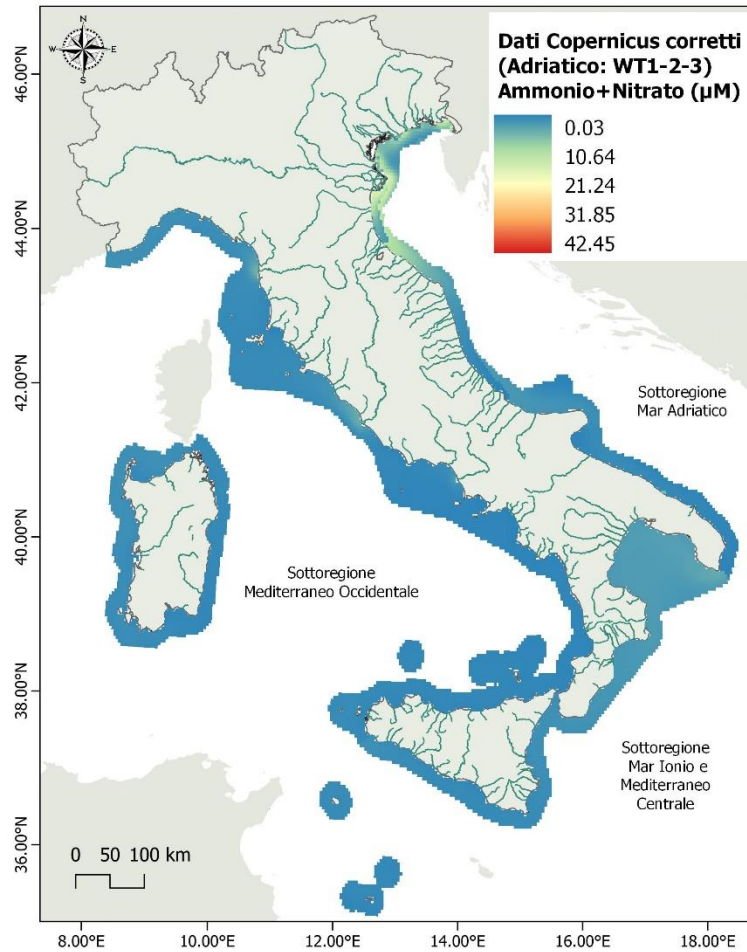 N
W
E
S
Dati Copernicus corretti
(Adriatico: WT1-2-3)
Ammonio+Nitrato (µM)
0.03
10.64
21.24
31.85
42.45
46.00°N
44.00°N
42.00°N
40.00°N
38.00°N
36.00°N
Sottoregione
Mar Adriatico
Sottoregione
Mediterraneo Occidentale
Sottoregione
Mar Ionio e
Mediterraneo
Centrale
0 50 100 km
8.00°E 10.00°E 12.00°E 14.00°E 16.00°E 18.00°E